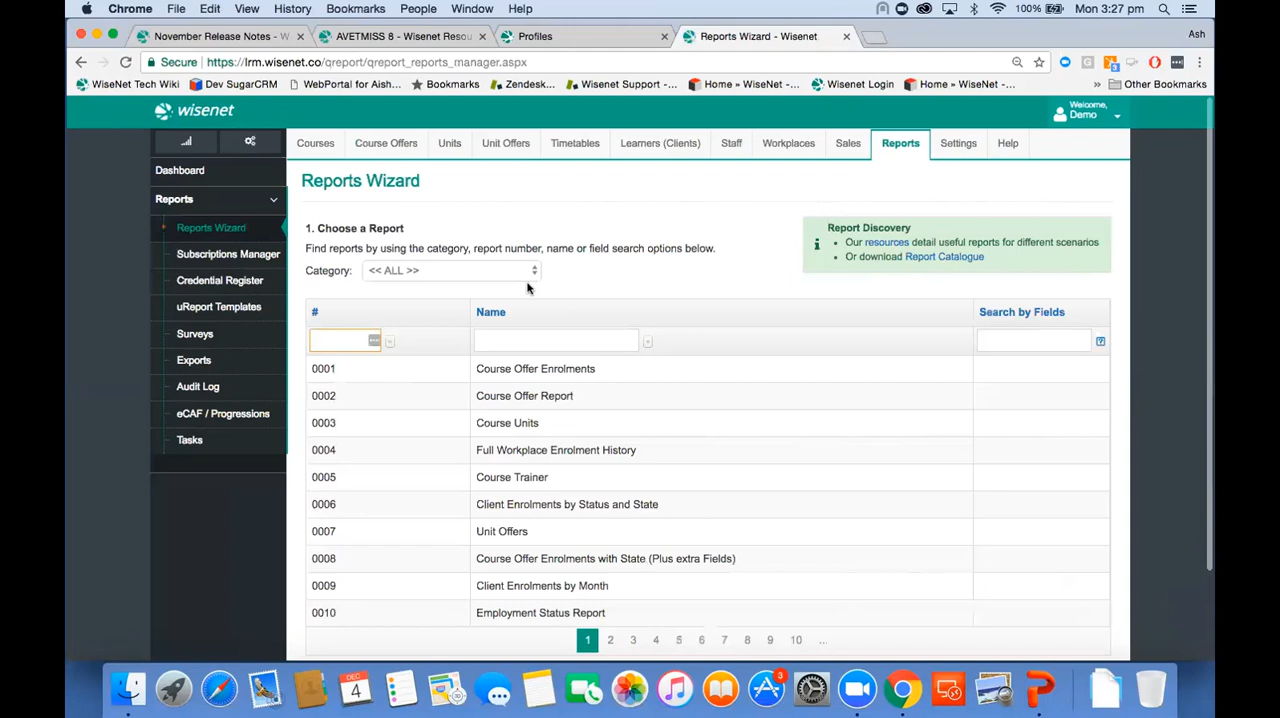 Chrome File Edit View History Bookmarks People Window Help 100% Mon 3:27 pm
November Release Notes - W × AVETMISS 8 - Wisenet Resou × Profiles × Reports Wizard - Wisenet × Ash
Secure https://lrm.wisenet.co/qreport/qreport_reports_manager.aspx
WiseNet Tech Wiki Dev SugarCRM WebPortal for Aish... Bookmarks Zendesk... Wisenet Support -... Home » WiseNet -... Wisenet Login Home » WiseNet -... » Other Bookmarks
wisenet
Welcome,
Demo
Courses Course Offers Units Unit Offers Timetables Learners (Clients) Staff Workplaces Sales Reports Settings Help
Dashboard
Reports
Reports Wizard
Subscriptions Manager
Credential Register
uReport Templates
Surveys
Exports
Audit Log
eCAF / Progressions
Tasks
Reports Wizard
1. Choose a Report
Find reports by using the category, report number, name or field search options below.
Category: << ALL >>
Report Discovery
• Our resources detail useful reports for different scenarios
• Or download Report Catalogue
# Name Search by Fields
0001 Course Offer Enrolments
0002 Course Offer Report
0003 Course Units
0004 Full Workplace Enrolment History
0005 Course Trainer
0006 Client Enrolments by Status and State
0007 Unit Offers
0008 Course Offer Enrolments with State (Plus extra Fields)
0009 Client Enrolments by Month
0010 Employment Status Report
1 2 3 4 5 6 7 8 9 10 ...
DEC
4
3